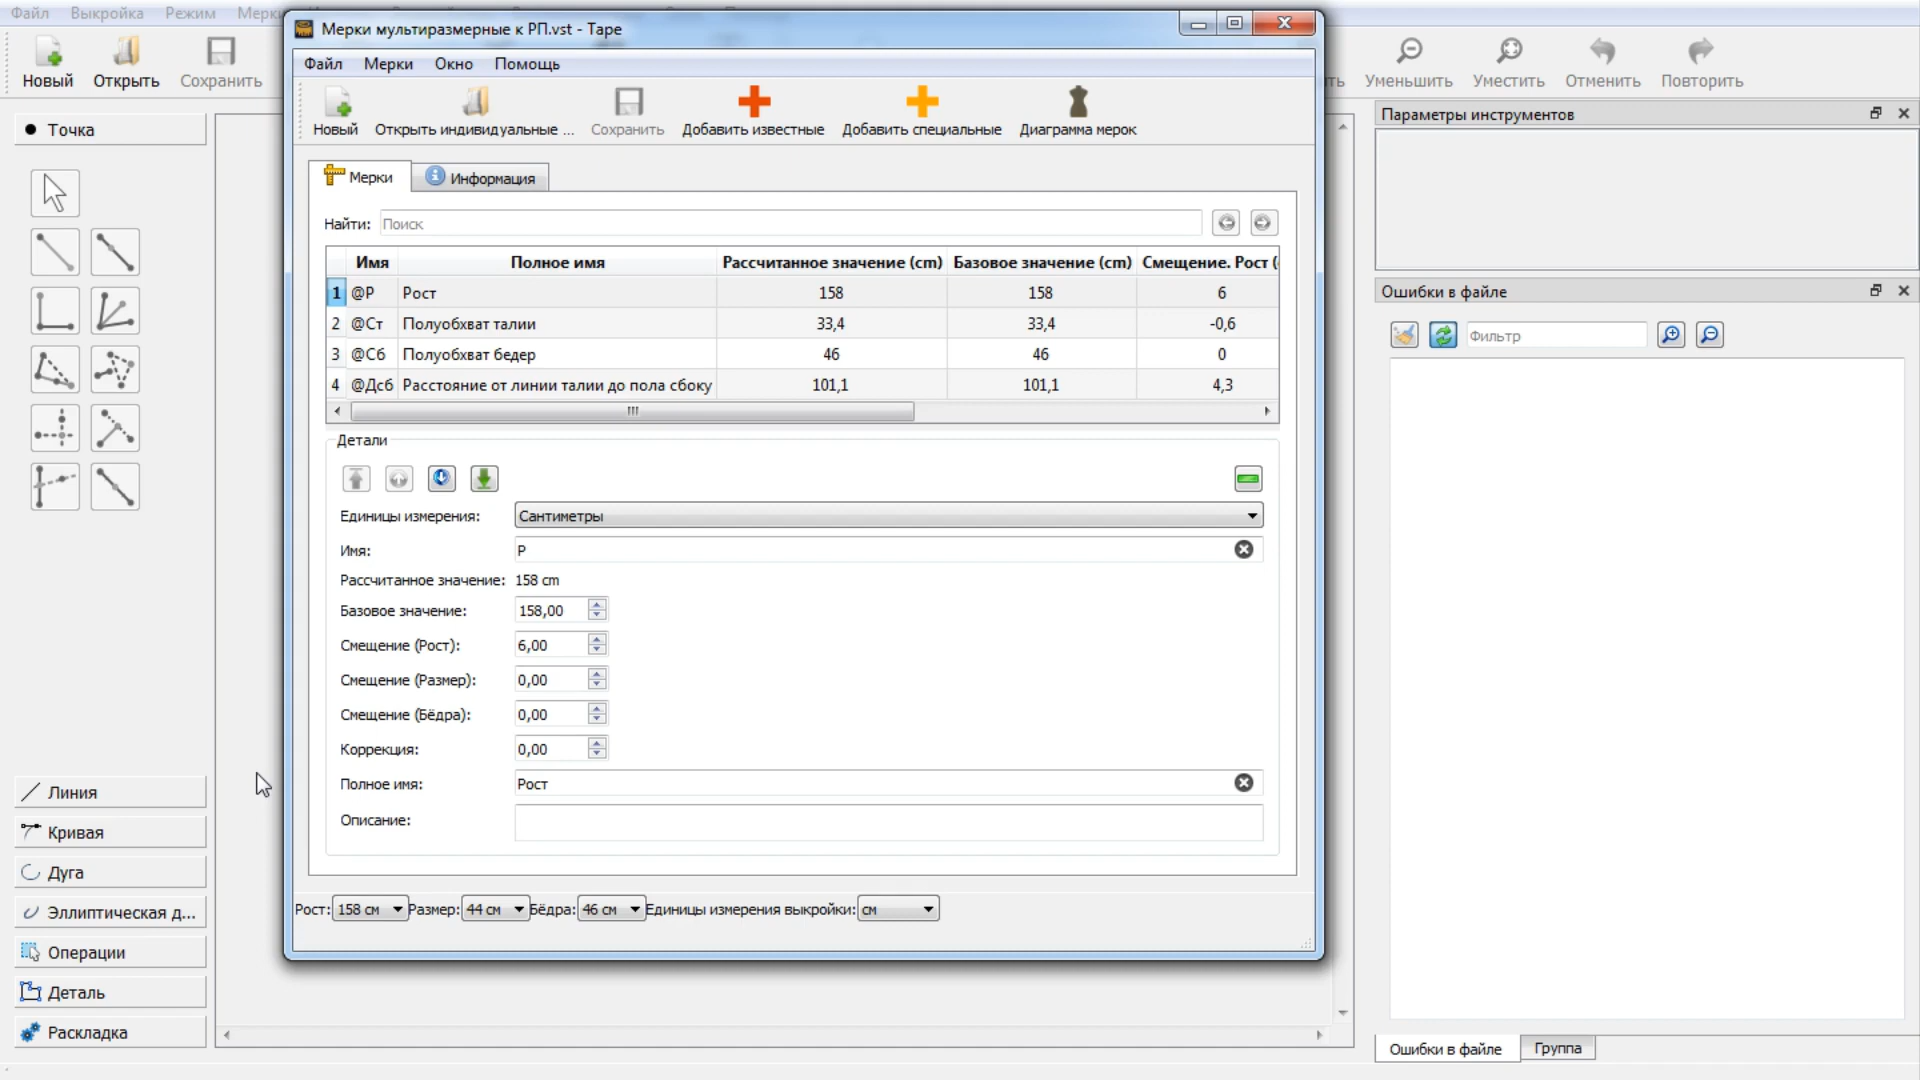 Файл Выкройка Режим Мерки
Новый Открыть Сохранить
Уменьшить Уместить Отменить Повторить
Точка
Линия
Кривая
Дуга
Эллиптическая д...
Операции
Деталь
Раскладка
Мерки мультиразмерные к РП.vst - Tape
Файл Мерки Окно Помощь
Новый Открыть индивидуальные ... Сохранить Добавить известные Добавить специальные Диаграмма мерок
Мерки Информация
Найти: Поиск
Имя Полное имя Рассчитанное значение (cm) Базовое значение (cm) Смещение. Рост (
1 @Р Рост 158 158 6
2 @Ст Полуобхват талии 33,4 33,4 -0,6
3 @Сб Полуобхват бедер 46 46 0
4 @Дсб Расстояние от линии талии до пола сбоку 101,1 101,1 4,3
Детали
Единицы измерения: Сантиметры
Имя: Р
Рассчитанное значение: 158 cm
Базовое значение: 158,00
Смещение (Рост): 6,00
Смещение (Размер): 0,00
Смещение (Бёдра): 0,00
Коррекция: 0,00
Полное имя: Рост
Описание:
Рост: 158 см Размер: 44 см Бёдра: 46 см Единицы измерения выкройки: см
Параметры инструментов
Ошибки в файле
Фильтр
Ошибки в файле Группа